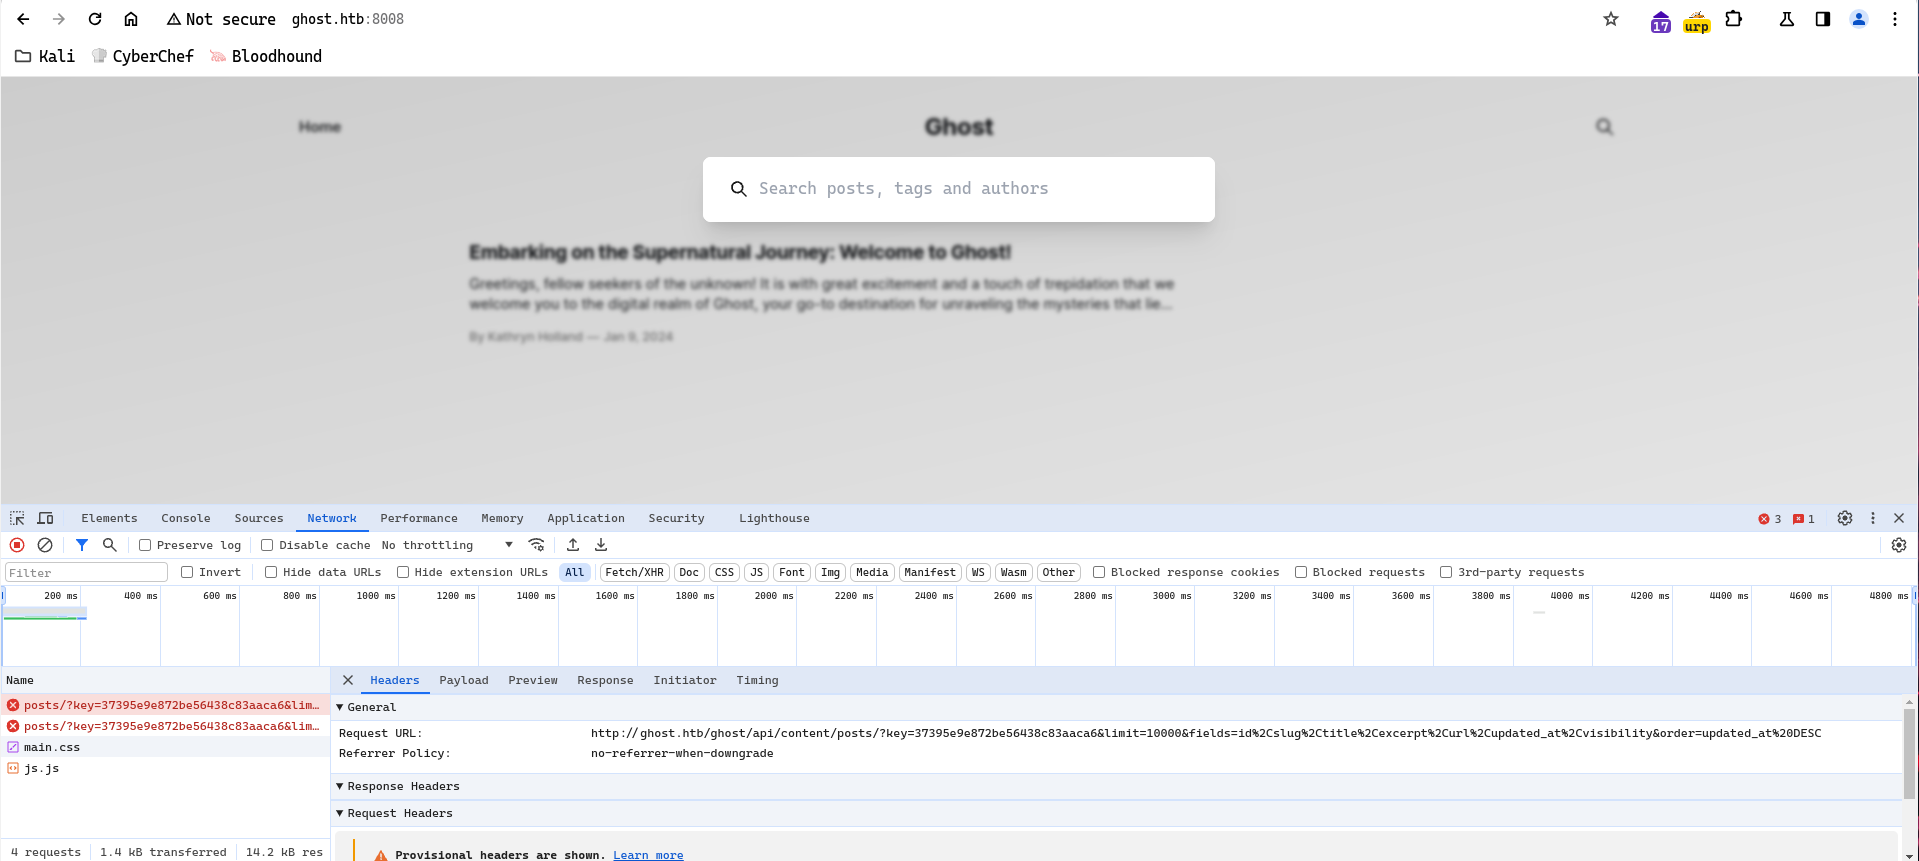 Not secure ghost.htb:8008
17 urp
Kali CyberChef Bloodhound
Home Ghost
Search posts, tags and authors
Embarking on the Supernatural Journey: Welcome to Ghost!
Greetings, fellow seekers of the unknown! It is with great excitement and a touch of trepidation that we
welcome you to the digital realm of Ghost, your go-to destination for unraveling the mysteries that lie...
By Kathryn Holland — Jan 9, 2024
Elements Console Sources Network Performance Memory Application Security Lighthouse 3 1
Preserve log Disable cache No throttling
Filter Invert Hide data URLs Hide extension URLs All Fetch/XHR Doc CSS JS Font Img Media Manifest WS Wasm Other Blocked response cookies Blocked requests 3rd-party requests
200 ms 400 ms 600 ms 800 ms 1000 ms 1200 ms 1400 ms 1600 ms 1800 ms 2000 ms 2200 ms 2400 ms 2600 ms 2800 ms 3000 ms 3200 ms 3400 ms 3600 ms 3800 ms 4000 ms 4200 ms 4400 ms 4600 ms 4800 ms
Name
posts/?key=37395e9e872be56438c83aaca6&lim…
posts/?key=37395e9e872be56438c83aaca6&lim…
main.css
js.js
4 requests 1.4 kB transferred 14.2 kB res
Headers Payload Preview Response Initiator Timing
General
Request URL: http://ghost.htb/ghost/api/content/posts/?key=37395e9e872be56438c83aaca6&limit=10000&fields=id%2Cslug%2Ctitle%2Cexcerpt%2Curl%2Cupdated_at%2Cvisibility&order=updated_at%20DESC
Referrer Policy: no-referrer-when-downgrade
Response Headers
Request Headers
Provisional headers are shown. Learn more